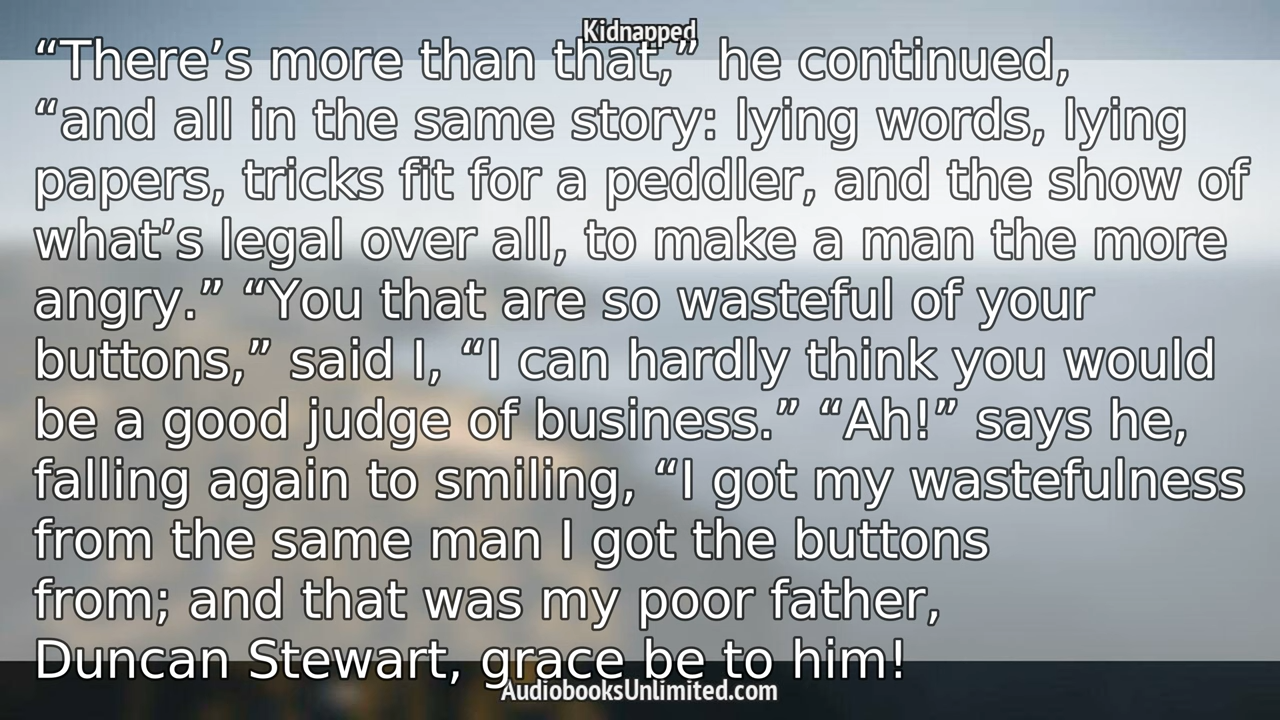 Kidnapped
“There’s more than that,” he continued,
“and all in the same story: lying words, lying
papers, tricks fit for a peddler, and the show of
what’s legal over all, to make a man the more
angry.” “You that are so wasteful of your
buttons,” said I, “I can hardly think you would
be a good judge of business.” “Ah!” says he,
falling again to smiling, “I got my wastefulness
from the same man I got the buttons
from; and that was my poor father,
Duncan Stewart, grace be to him!
AudiobooksUnlimited.com